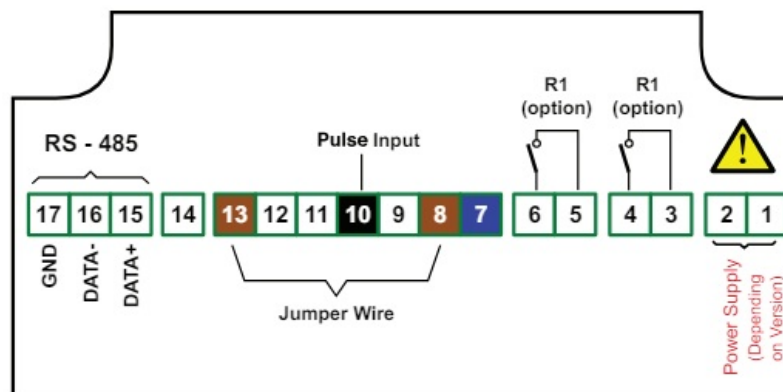 R1
(option)
R1
(option)
RS - 485
Pulse Input
!
17 16 15 14 13 12 11 10 9 8 7 6 5 4 3 2 1
GND
DATA-
DATA+
Jumper Wire
Power Supply
(Depending
on Version)